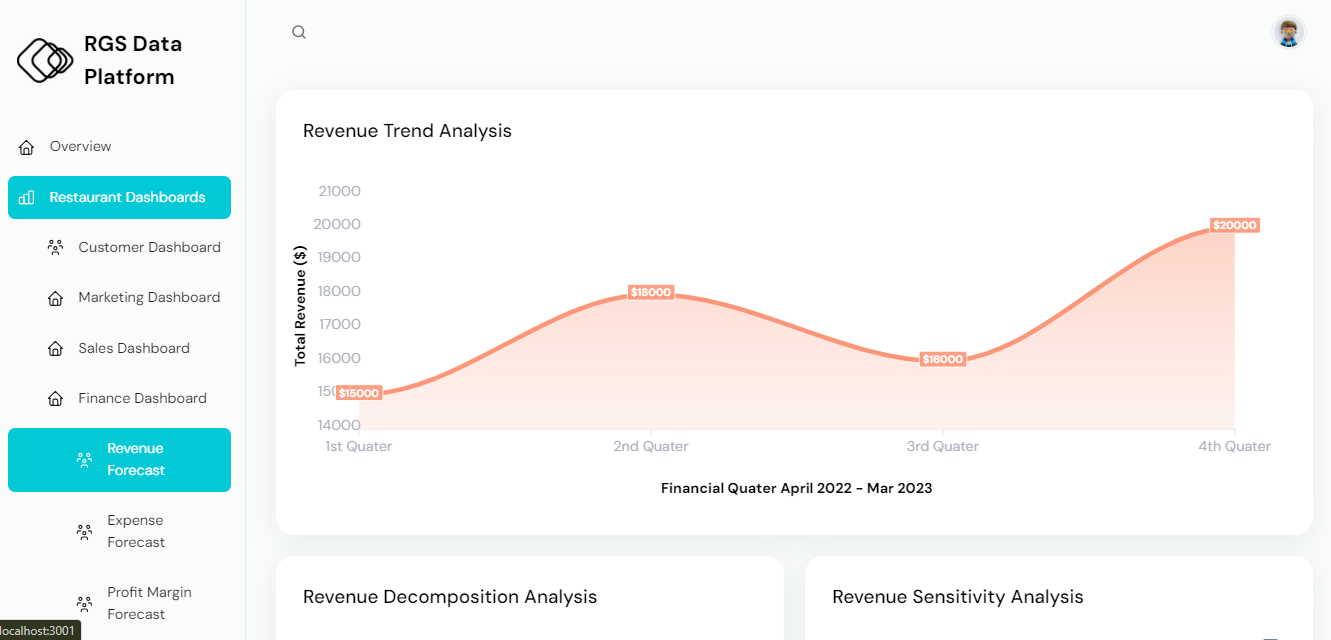 RGS Data
Platform
Overview
Restaurant Dashboards
Customer Dashboard
Marketing Dashboard
Sales Dashboard
Finance Dashboard
Revenue
Forecast
Expense
Forecast
Profit Margin
Forecast
localhost:3001
Revenue Trend Analysis
Total Revenue ($)
21000
20000
19000
18000
17000
16000
14000
$15000
$18000
$16000
$20000
1st Quater
2nd Quater
3rd Quater
4th Quater
Financial Quater April 2022 - Mar 2023
Revenue Decomposition Analysis
Revenue Sensitivity Analysis